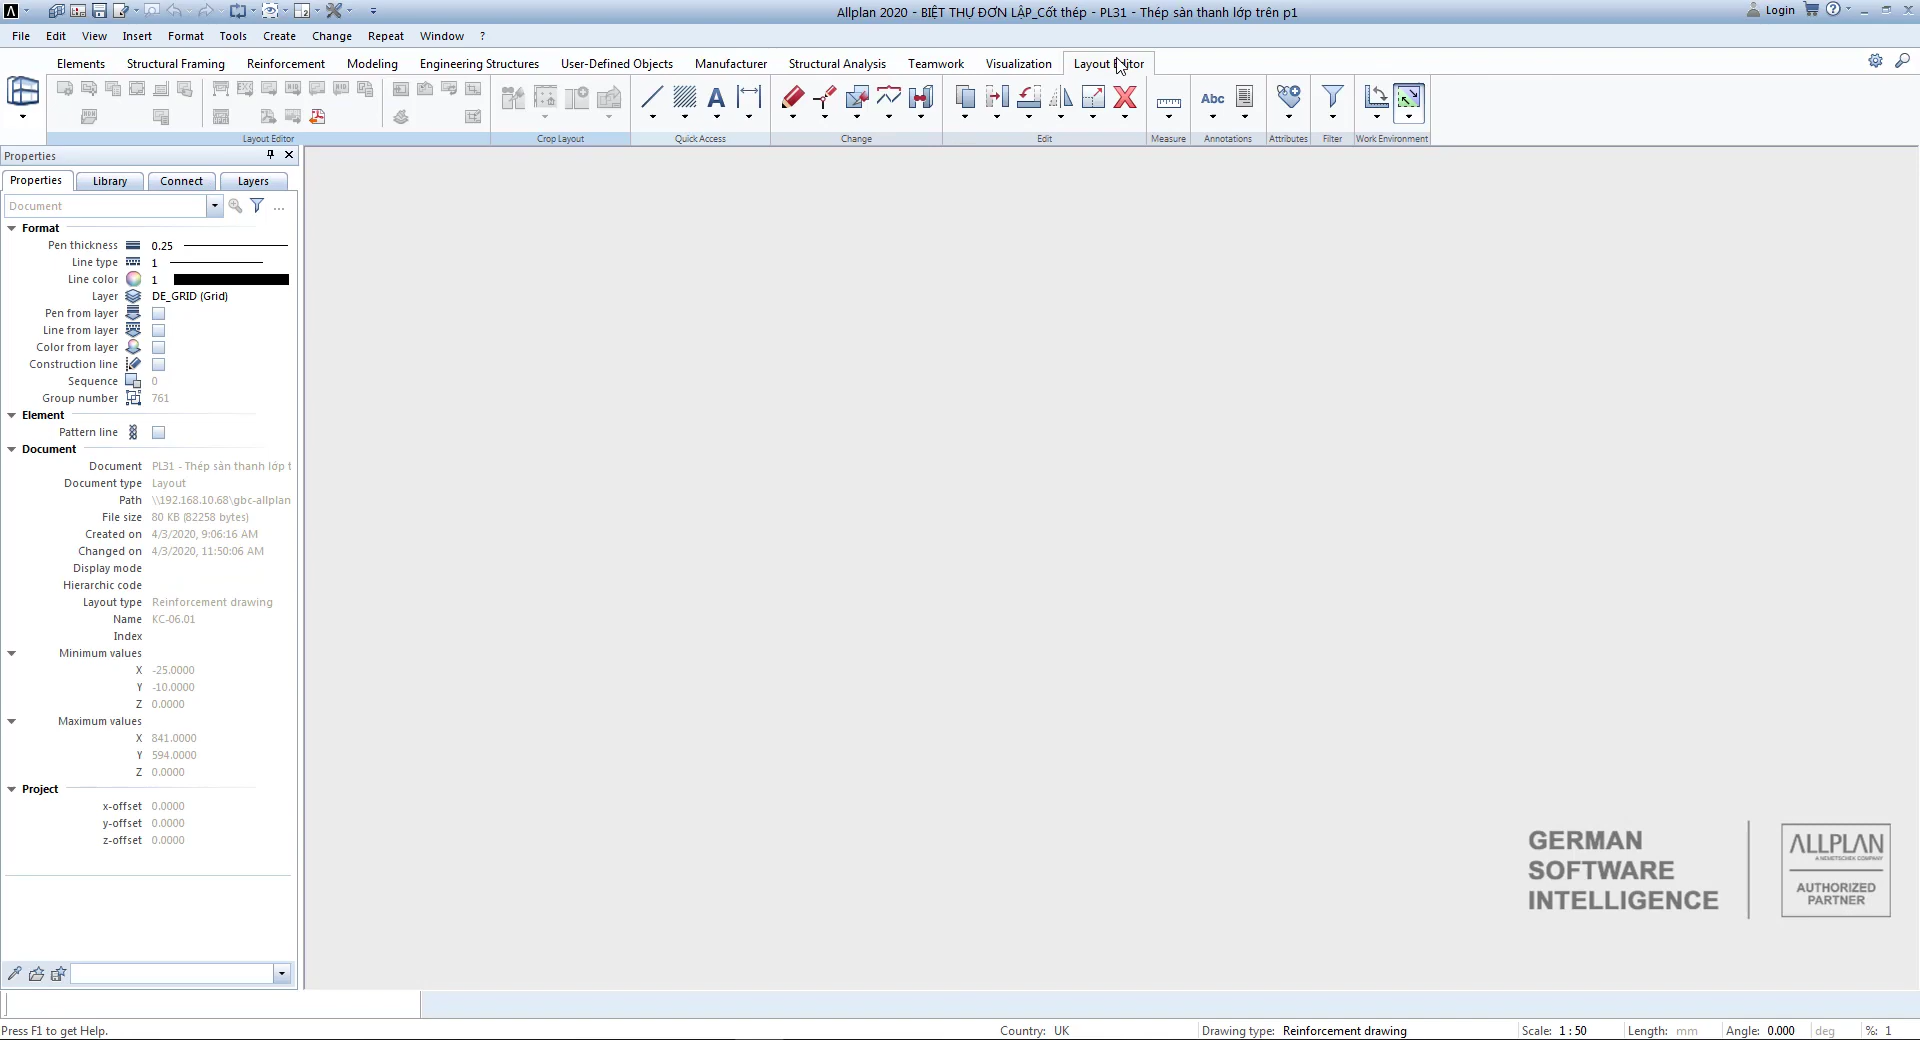 Allplan 2020 - BIỆT THỰ ĐƠN LẬP_Cốt thép - PL31 - Thép sàn thanh lớp trên p1
Login
File Edit View Insert Format Tools Create Change Repeat Window ?
Elements Structural Framing Reinforcement Modeling Engineering Structures User-Defined Objects Manufacturer Structural Analysis Teamwork Visualization Layout Editor
Abc
Layout Editor Crop Layout Quick Access Change Edit Measure Annotations Attributes Filter Work Environment
Properties
Properties Library Connect Layers
Document
Format
Pen thickness 0.25
Line type 1
Line color 1
Layer DE_GRID (Grid)
Pen from layer
Line from layer
Color from layer
Construction line
Sequence 0
Group number 761
Element
Pattern line
Document
Document PL31 - Thép sàn thanh lớp t
Document type Layout
Path \\192.168.10.68\gbc-allplan
File size 80 KB (82258 bytes)
Created on 4/3/2020, 9:06:16 AM
Changed on 4/3/2020, 11:50:06 AM
Display mode
Hierarchic code
Layout type Reinforcement drawing
Name KC-06.01
Index
Minimum values
X -25.0000
Y -10.0000
Z 0.0000
Maximum values
X 841.0000
Y 594.0000
Z 0.0000
Project
x-offset 0.0000
y-offset 0.0000
z-offset 0.0000
GERMAN
SOFTWARE
INTELLIGENCE
ALLPLAN
A NEMETSCHEK COMPANY
AUTHORIZED
PARTNER
Press F1 to get Help. Country: UK Drawing type: Reinforcement drawing Scale: 1 : 50 Length: mm Angle: 0.000 deg %: 1